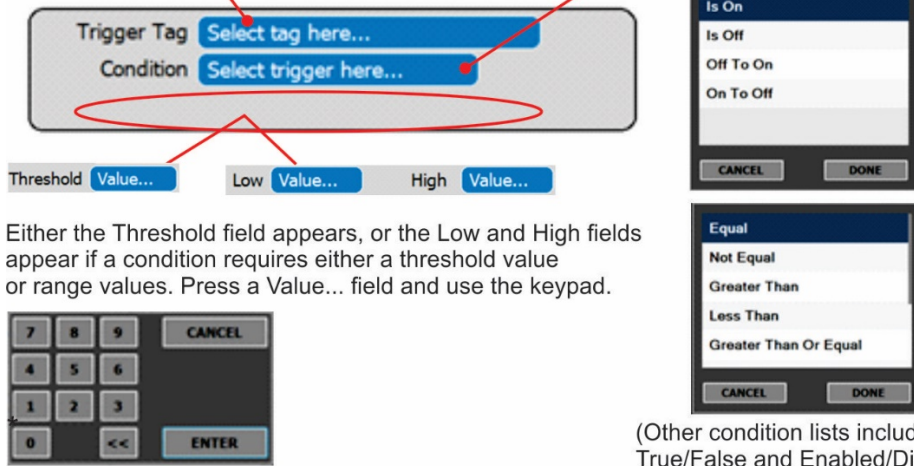 Trigger Tag Select tag here...
Condition Select trigger here...
Threshold Value...
Low Value...
High Value...
Either the Threshold field appears, or the Low and High fields
appear if a condition requires either a threshold value
or range values. Press a Value... field and use the keypad.
7 8 9 CANCEL
4 5 6
1 2 3
0 << ENTER
Is On
Is Off
Off To On
On To Off
CANCEL DONE
Equal
Not Equal
Greater Than
Less Than
Greater Than Or Equal
CANCEL DONE
(Other condition lists includ
True/False and Enabled/Di